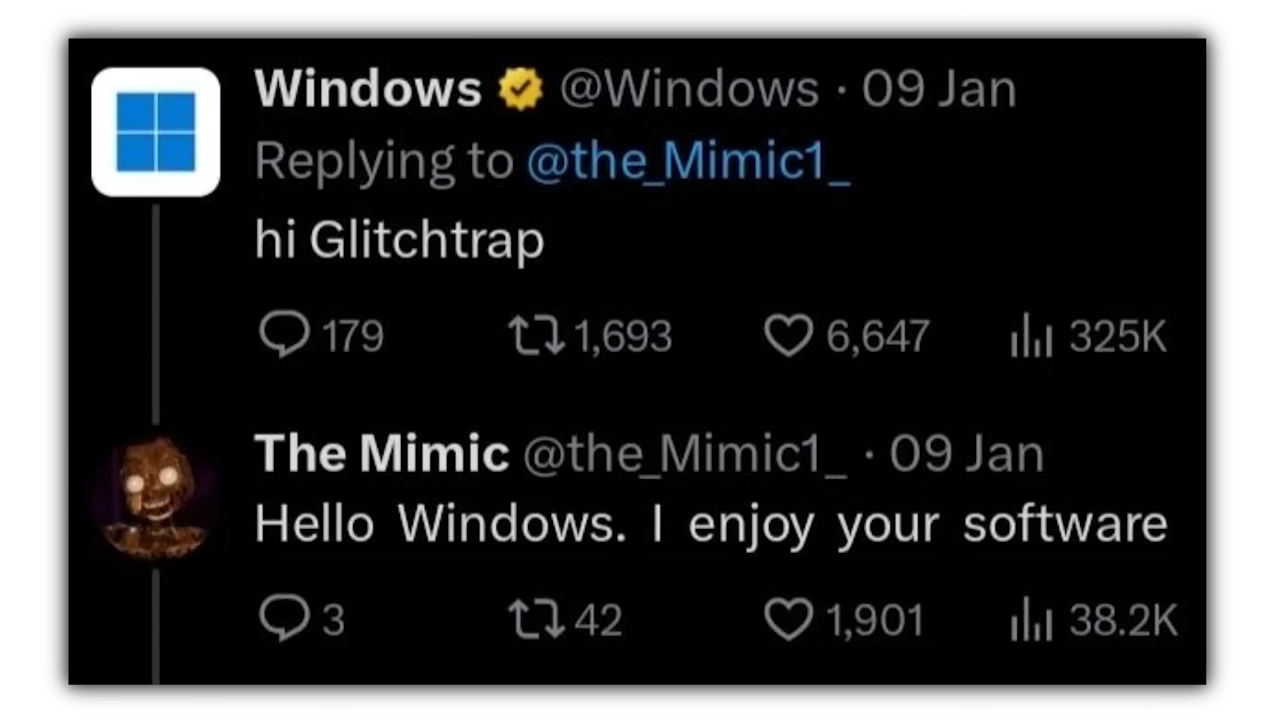 Windows @Windows · 09 Jan
Replying to @the_Mimic1_
hi Glitchtrap
179 1,693 6,647 325K
The Mimic @the_Mimic1_ · 09 Jan
Hello Windows. I enjoy your software
3 42 1,901 38.2K